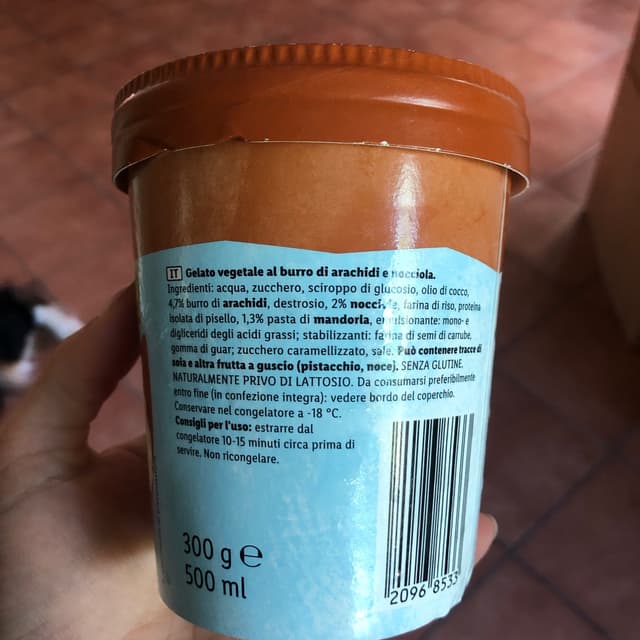 IT Gelato vegetale al burro di arachidi e nocciola.
Ingredienti: acqua, zucchero, sciroppo di glucosio, olio di cocco,
4,7% burro di arachidi, destrosio, 2% nocciole, farina di riso, proteina
isolata di pisello, 1,3% pasta di mandorla, emulsionante: mono- e
digliceridi degli acidi grassi; stabilizzanti: farina di semi di carrube,
gomma di guar; zucchero caramellizzato, sale. Può contenere tracce di
soia e altra frutta a guscio (pistacchio, noce). SENZA GLUTINE.
NATURALMENTE PRIVO DI LATTOSIO. Da consumarsi preferibilmente
entro fine (in confezione integra): vedere bordo del coperchio.
Conservare nel congelatore a -18 °C.
Consigli per l'uso: estrarre dal
congelatore 10-15 minuti circa prima di
servire. Non ricongelare.
300 g e
500 ml
2096 8533